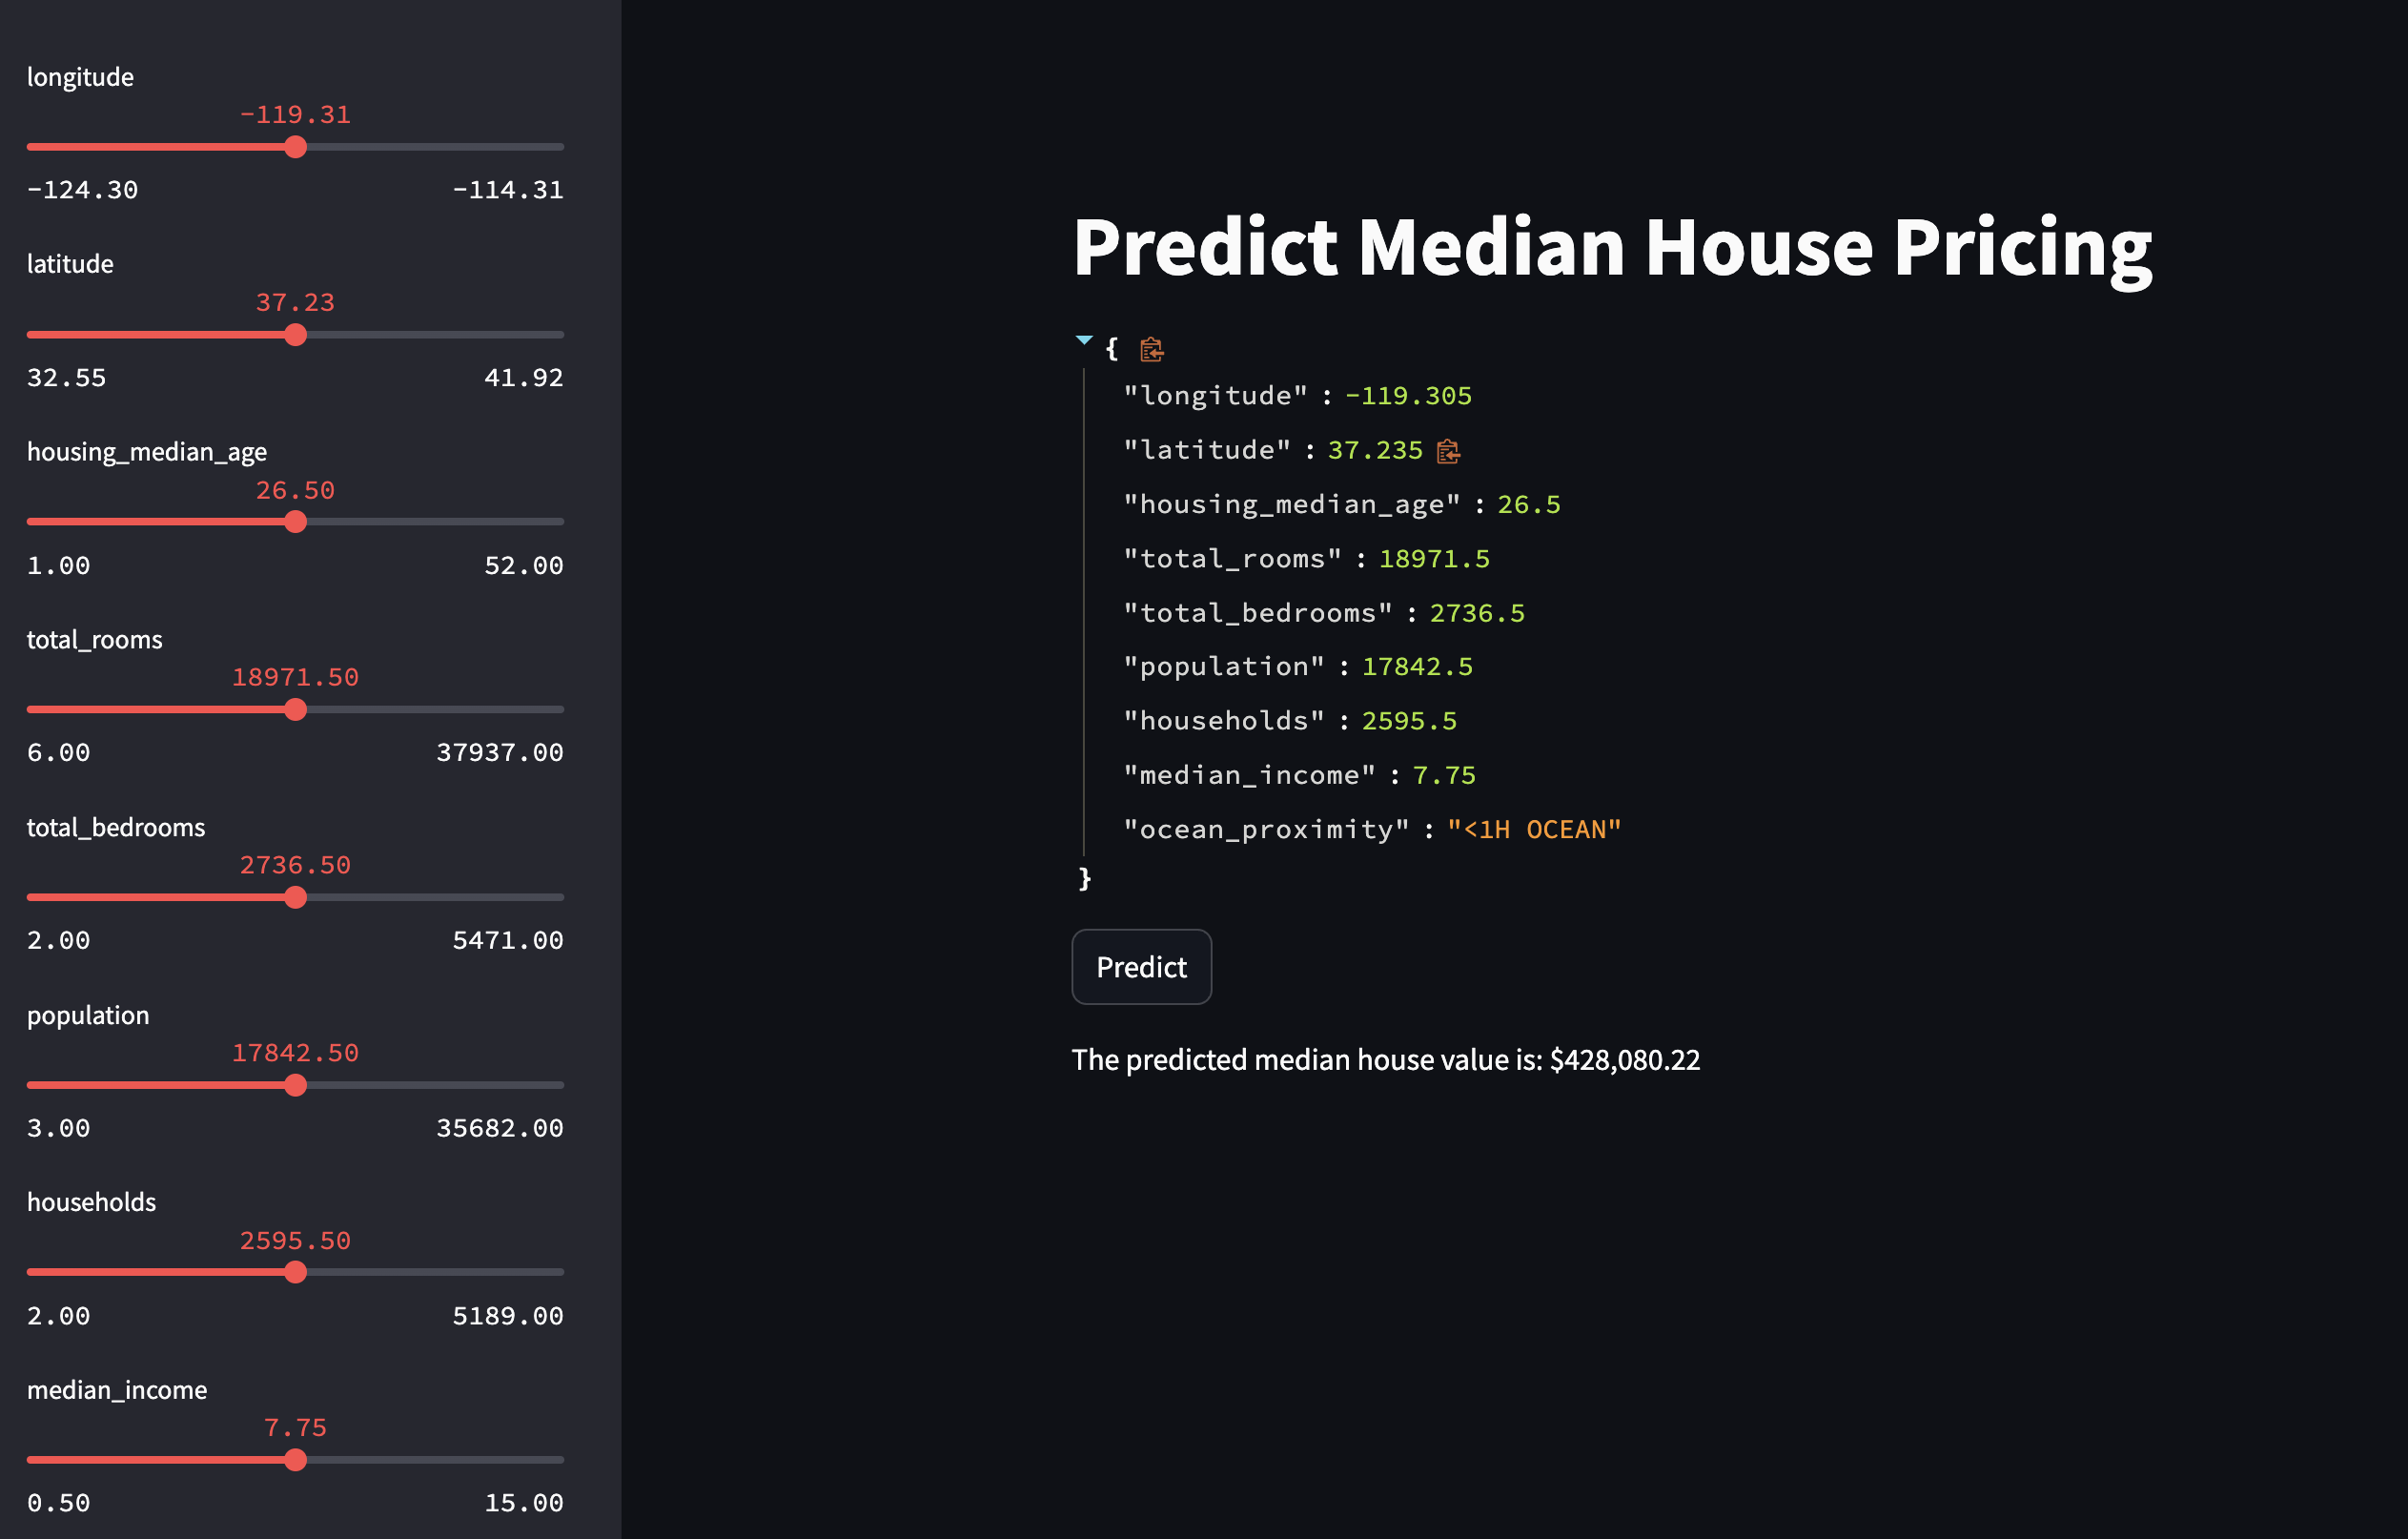 longitude
-119.31
-124.30 -114.31
latitude
37.23
32.55 41.92
housing_median_age
26.50
1.00 52.00
total_rooms
18971.50
6.00 37937.00
total_bedrooms
2736.50
2.00 5471.00
population
17842.50
3.00 35682.00
households
2595.50
2.00 5189.00
median_income
7.75
0.50 15.00
Predict Median House Pricing
{
"longitude" : -119.305
"latitude" : 37.235
"housing_median_age" : 26.5
"total_rooms" : 18971.5
"total_bedrooms" : 2736.5
"population" : 17842.5
"households" : 2595.5
"median_income" : 7.75
"ocean_proximity" : "<1H OCEAN"
}
Predict
The predicted median house value is: $428,080.22